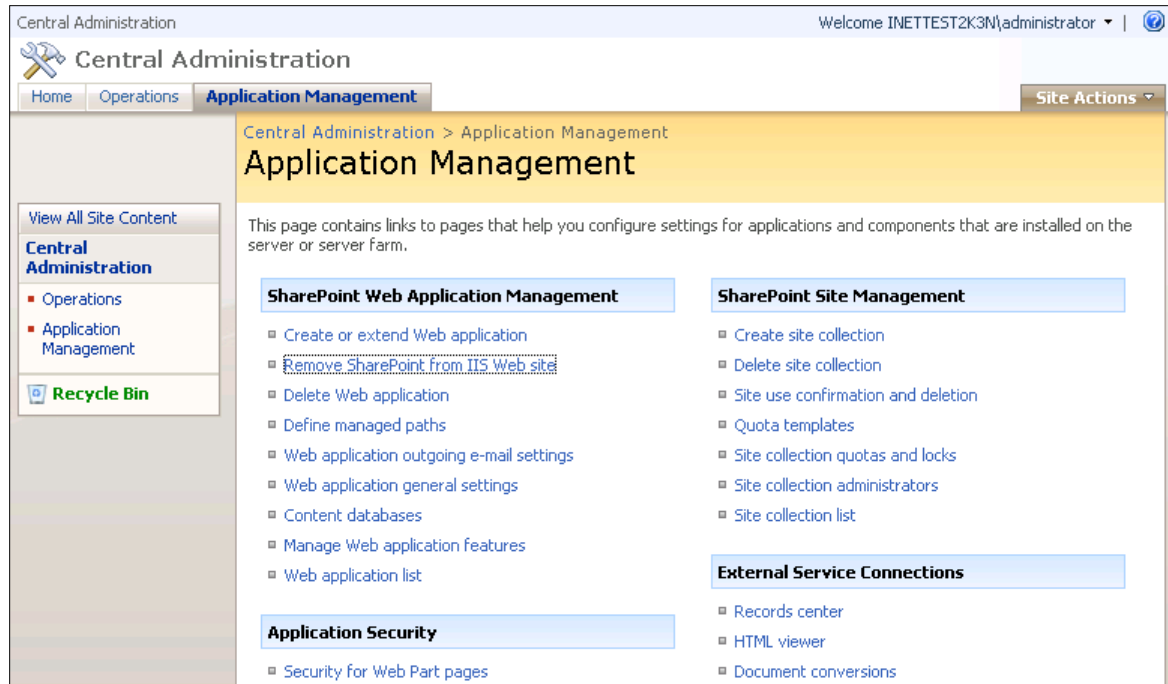 Central Administration
Welcome INETTEST2K3N\administrator
Central Administration
Home
Operations
Application Management
Site Actions
Central Administration > Application Management
Application Management
View All Site Content
Central
Administration
Operations
Application
Management
Recycle Bin
This page contains links to pages that help you configure settings for applications and components that are installed on the
server or server farm.
SharePoint Web Application Management
Create or extend Web application
Remove SharePoint from IIS Web site
Delete Web application
Define managed paths
Web application outgoing e-mail settings
Web application general settings
Content databases
Manage Web application features
Web application list
Application Security
Security for Web Part pages
SharePoint Site Management
Create site collection
Delete site collection
Site use confirmation and deletion
Quota templates
Site collection quotas and locks
Site collection administrators
Site collection list
External Service Connections
Records center
HTML viewer
Document conversions